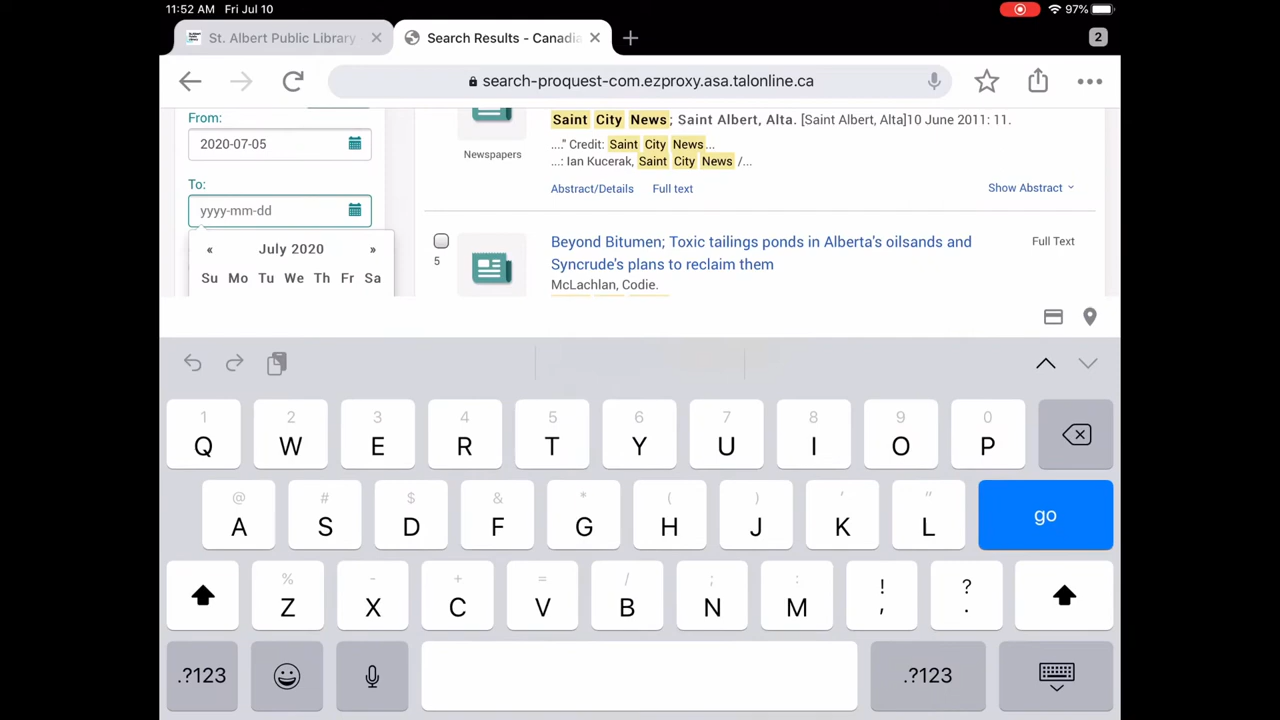 11:52 AM Fri Jul 10
97%
St. Albert Public Library
Search Results - Canadia
2
search-proquest-com.ezproxy.asa.talonline.ca
From:
2020-07-05
To:
yyyy-mm-dd
« July 2020 »
Su Mo Tu We Th Fr Sa
Newspapers
Saint City News; Saint Albert, Alta. [Saint Albert, Alta]10 June 2011: 11.
...." Credit: Saint City News...
...: Ian Kucerak, Saint City News /...
Abstract/Details Full text Show Abstract
5
Beyond Bitumen; Toxic tailings ponds in Alberta's oilsands and
Syncrude's plans to reclaim them
McLachlan, Codie.
Full Text
1 2 3 4 5 6 7 8 9 0
Q W E R T Y U I O P
@ # $ & * ( ) ' "
A S D F G H J K L go
% - + = / ; : ! ?
Z X C V B N M , .
.?123 .?123